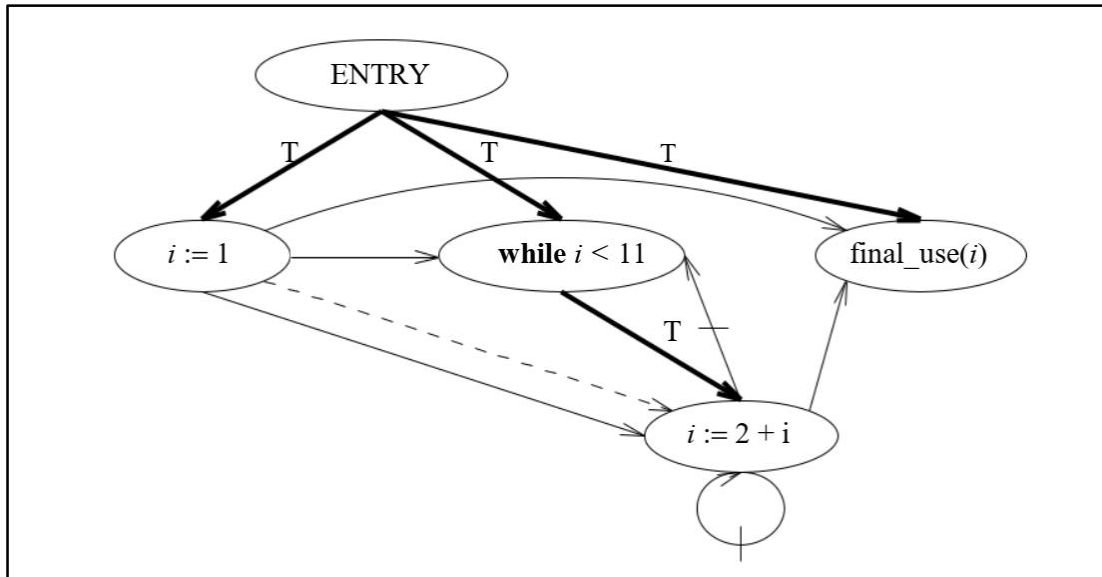 ENTRY
T
T
T
i := 1
while i < 11
final_use(i)
T
i := 2 + i